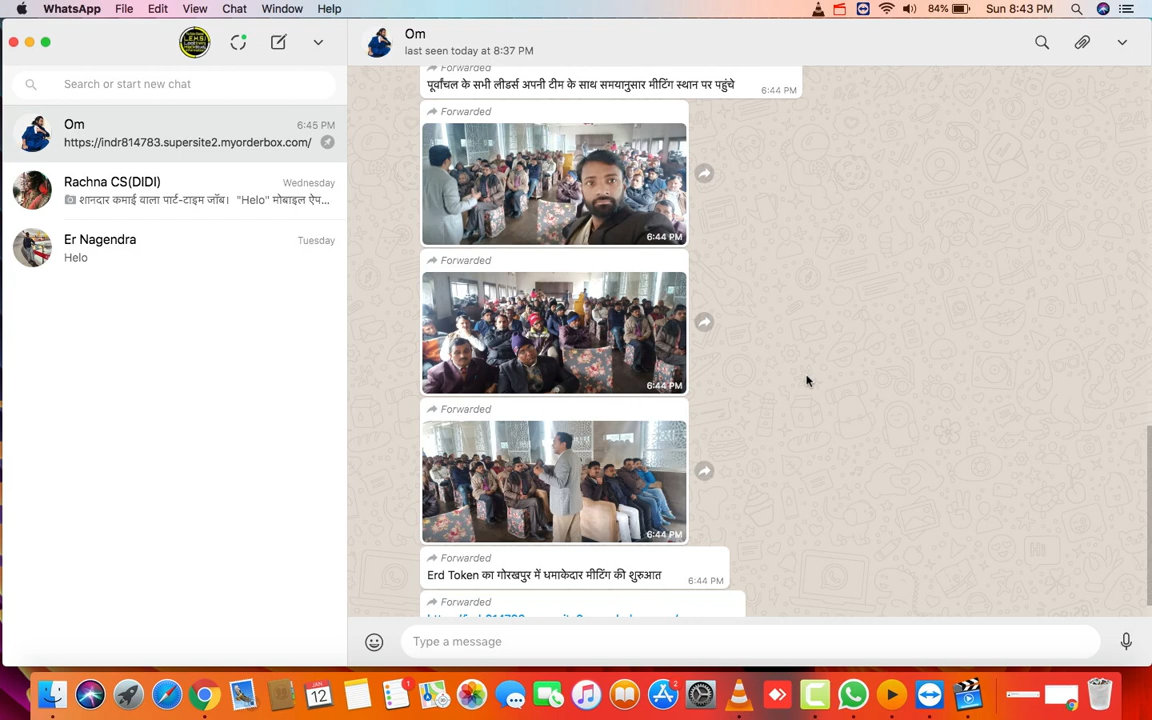 WhatsApp File Edit View Chat Window Help 84% Sun 8:43 PM
Search or start new chat
Om 6:45 PM
https://indr814783.supersite2.myorderbox.com/
Rachna CS(DIDI) Wednesday
शानदार कमाई वाला पार्ट-टाइम जॉब। "Helo" मोबाइल ऐप...
Er Nagendra Tuesday
Helo
Om
last seen today at 8:37 PM
Forwarded
पूर्वांचल के सभी लीडर्स अपनी टीम के साथ समयानुसार मीटिंग स्थान पर पहुंचे
6:44 PM
Forwarded
6:44 PM
Forwarded
6:44 PM
Forwarded
6:44 PM
Forwarded
Erd Token का गोरखपुर में धमाकेदार मीटिंग की शुरुआत
6:44 PM
Forwarded
Type a message
12